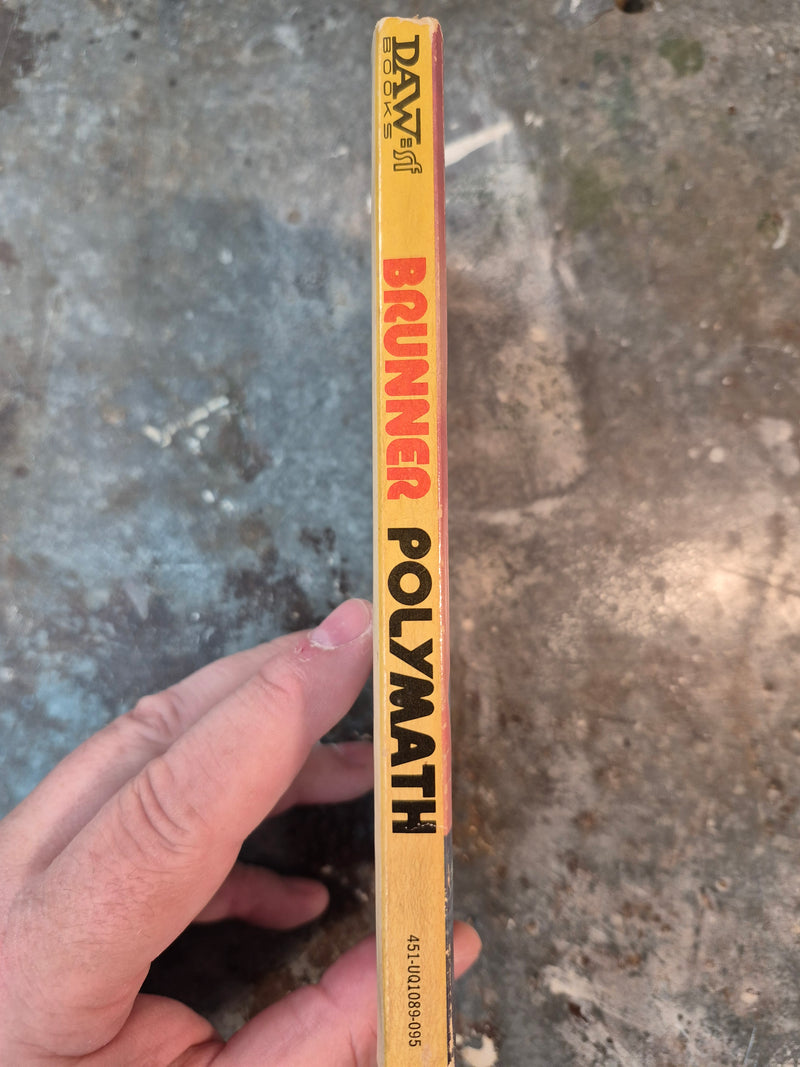 DAW sf
BOOKS
BRUNNER
POLYMATH
451-UQ1089-095